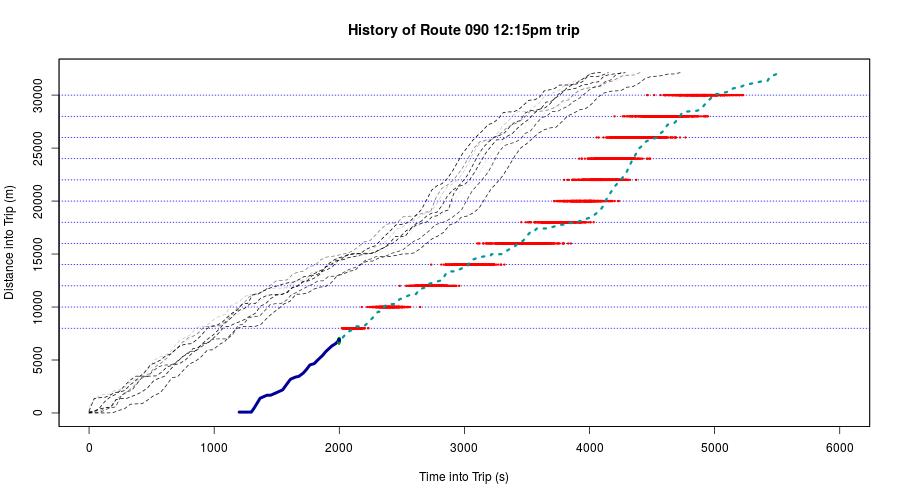 History of Route 090 12:15pm trip
Distance into Trip (m)
30000
25000
20000
15000
10000
5000
0
0 1000 2000 3000 4000 5000 6000
Time into Trip (s)